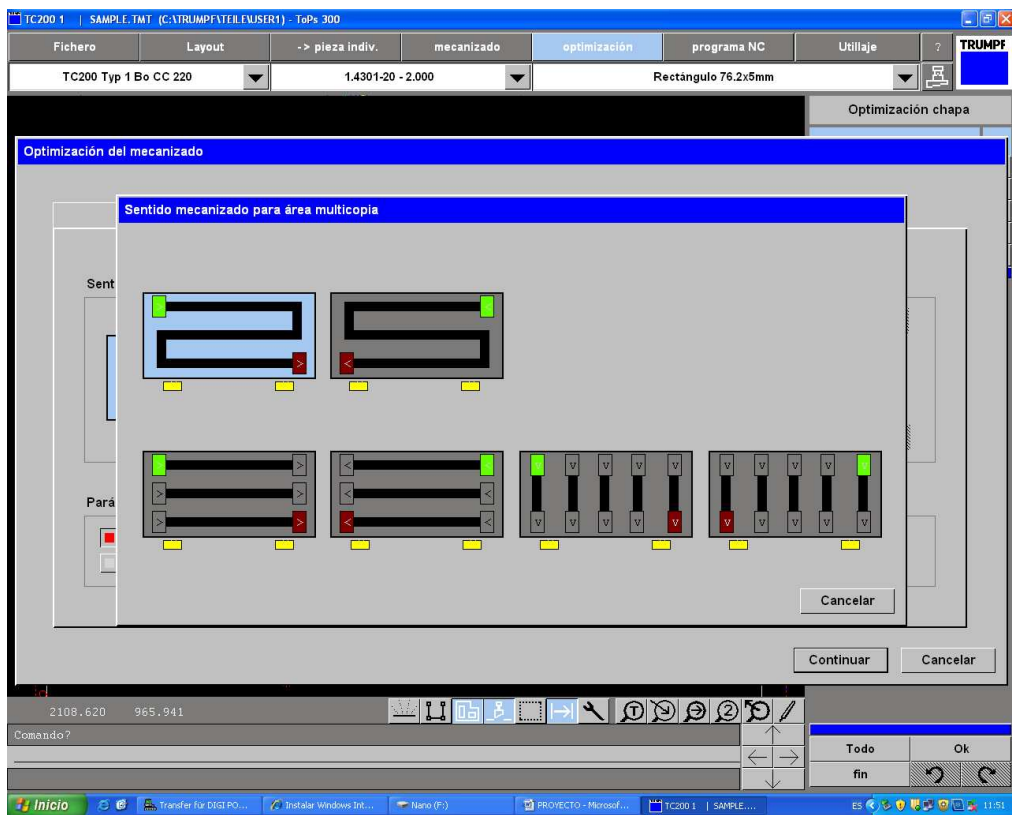 TC200 1 | SAMPLE.TMT (C:\TRUMPF\TEILE\USER1) - ToPs 300
Fichero Layout -> pieza indiv. mecanizado optimización programa NC Utillaje ? TRUMPF
TC200 Typ 1 Bo CC 220 1.4301-20 - 2.000 Rectángulo 76.2x5mm
Optimización chapa
Optimización del mecanizado
Sentido mecanizado para área multicopia
Sent
Pará
Cancelar
Continuar Cancelar
2108.620 965.941
Comando?
Todo Ok
fin
Inicio Transfer für DIGI PO... Instalar Windows Int... Nano (F:) PROYECTO - Microsof... TC200 1 | SAMPLE.... ES 11:51